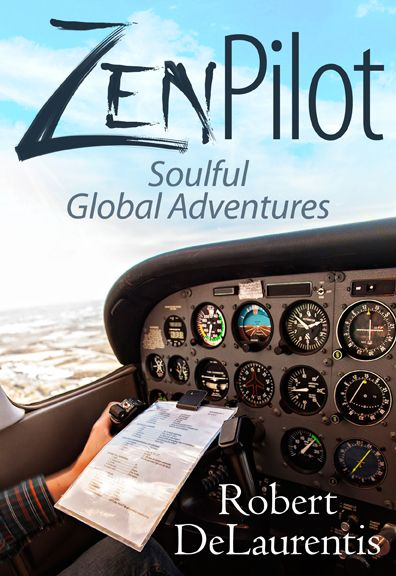 ZENPilot
Soulful
Global Adventures
Robert
DeLaurentis